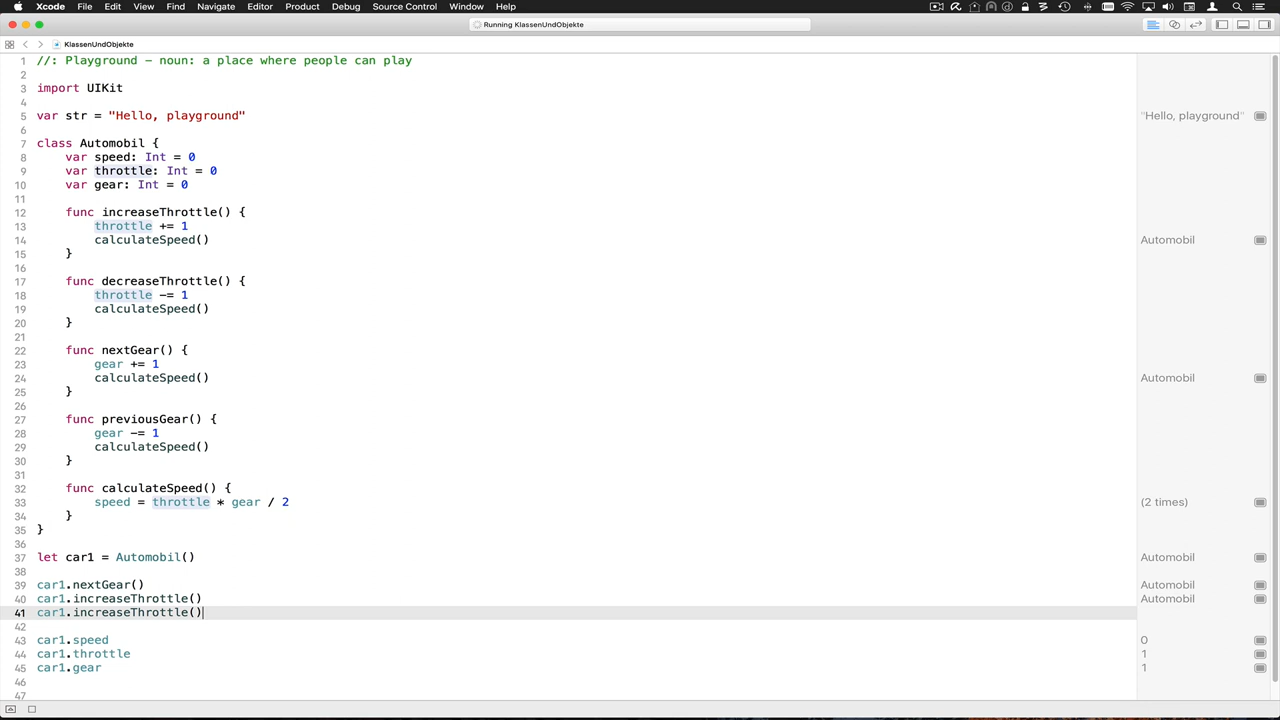 Xcode File Edit View Find Navigate Editor Product Debug Source Control Window Help
Running KlassenUndObjekte
KlassenUndObjekte
1 //: Playground - noun: a place where people can play
2
3 import UIKit
4
5 var str = "Hello, playground" "Hello, playground"
6
7 class Automobil {
8 var speed: Int = 0
9 var throttle: Int = 0
10 var gear: Int = 0
11
12 func increaseThrottle() {
13 throttle += 1
14 calculateSpeed() Automobil
15 }
16
17 func decreaseThrottle() {
18 throttle -= 1
19 calculateSpeed()
20 }
21
22 func nextGear() {
23 gear += 1
24 calculateSpeed() Automobil
25 }
26
27 func previousGear() {
28 gear -= 1
29 calculateSpeed()
30 }
31
32 func calculateSpeed() {
33 speed = throttle * gear / 2 (2 times)
34 }
35 }
36
37 let car1 = Automobil() Automobil
38
39 car1.nextGear() Automobil
40 car1.increaseThrottle() Automobil
41 car1.increaseThrottle()
42
43 car1.speed 0
44 car1.throttle 1
45 car1.gear 1
46
47